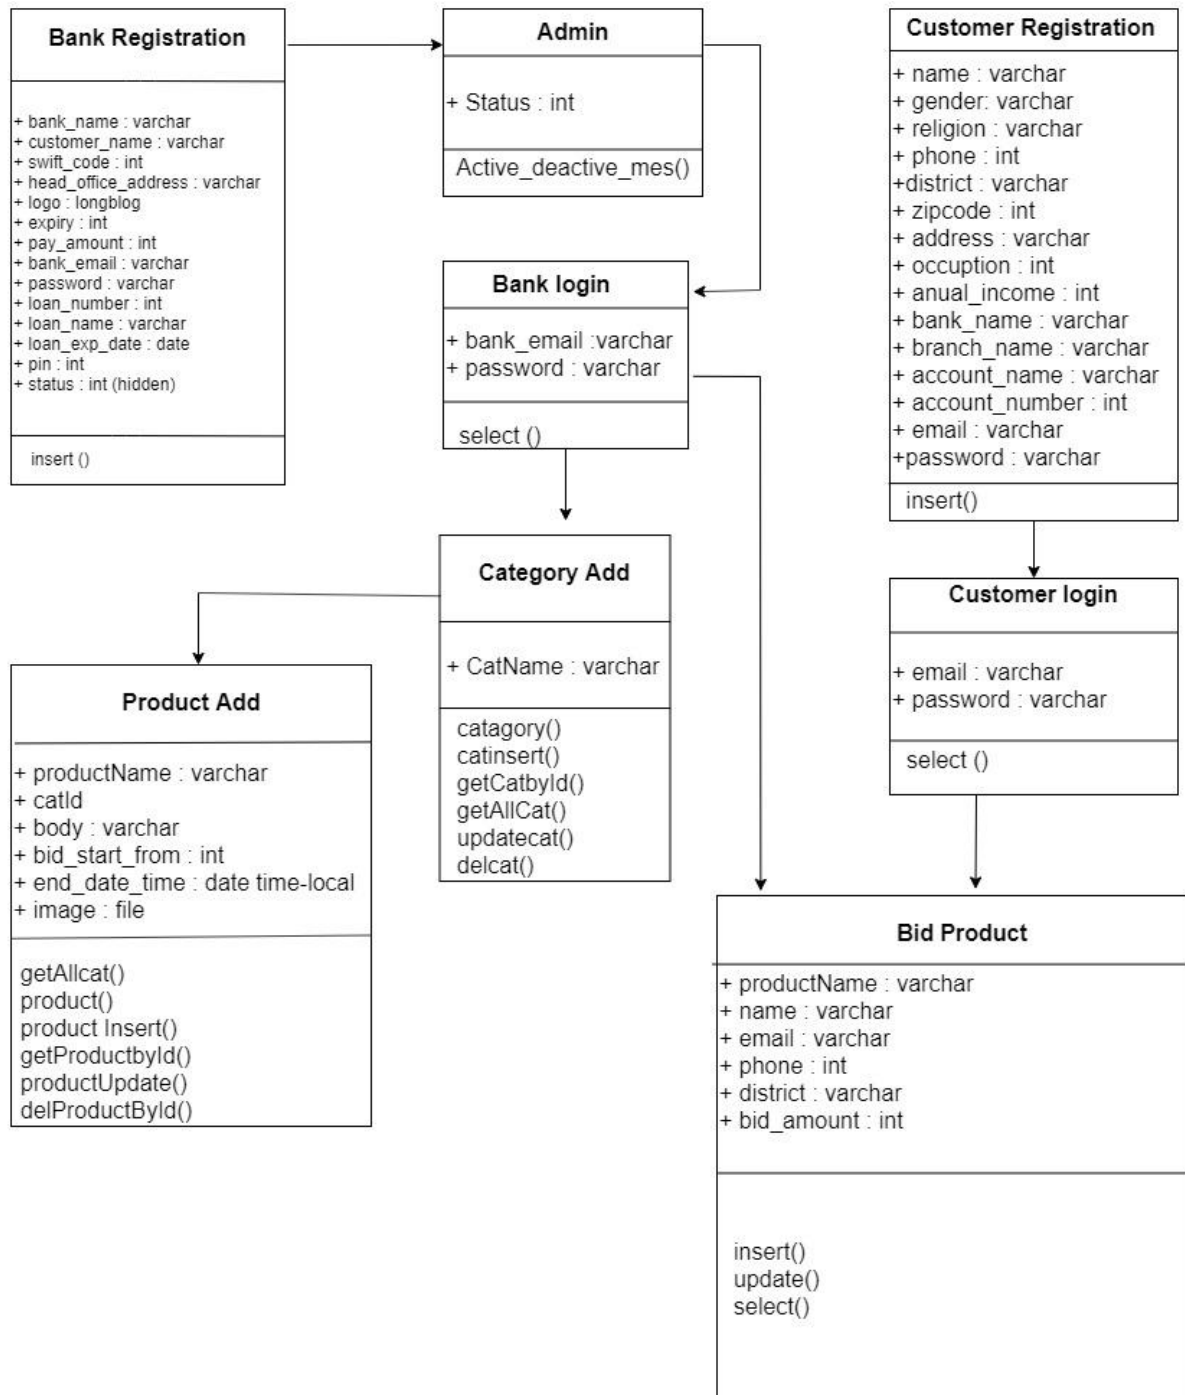 Bank Registration
+ bank_name : varchar
+ customer_name : varchar
+ swift_code : int
+ head_office_address : varchar
+ logo : longblog
+ expiry : int
+ pay_amount : int
+ bank_email : varchar
+ password : varchar
+ loan_number : int
+ loan_name : varchar
+ loan_exp_date : date
+ pin : int
+ status : int (hidden)
insert ()
Admin
+ Status : int
Active_deactive_mes()
Bank login
+ bank_email :varchar
+ password : varchar
select ()
Category Add
+ CatName : varchar
catagory()
catinsert()
getCatbyId()
getAllCat()
updatecat()
delcat()
Product Add
+ productName : varchar
+ catId
+ body : varchar
+ bid_start_from : int
+ end_date_time : date time-local
+ image : file
getAllcat()
product()
product Insert()
getProductbyId()
productUpdate()
delProductById()
Customer Registration
+ name : varchar
+ gender: varchar
+ religion : varchar
+ phone : int
+district : varchar
+ zipcode : int
+ address : varchar
+ occuption : int
+ anual_income : int
+ bank_name : varchar
+ branch_name : varchar
+ account_name : varchar
+ account_number : int
+ email : varchar
+password : varchar
insert()
Customer login
+ email : varchar
+ password : varchar
select ()
Bid Product
+ productName : varchar
+ name : varchar
+ email : varchar
+ phone : int
+ district : varchar
+ bid_amount : int
insert()
update()
select()